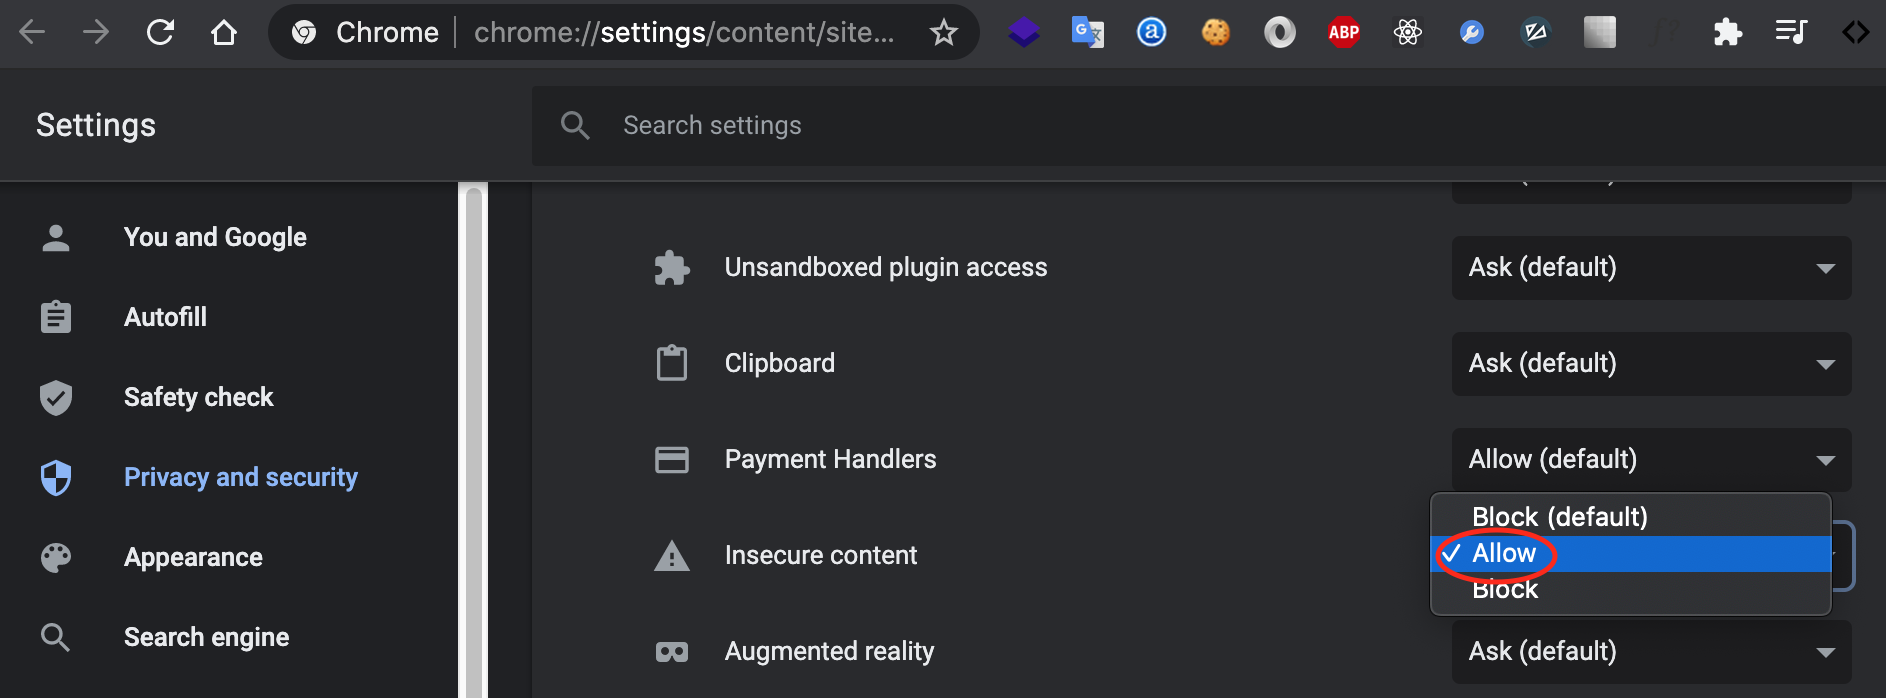 Chrome
chrome://settings/content/site...
ABP
Settings
Search settings
You and Google
Autofill
Safety check
Privacy and security
Appearance
Search engine
Unsandboxed plugin access
Ask (default)
Clipboard
Ask (default)
Payment Handlers
Allow (default)
Insecure content
Block (default)
✓ Allow
Block
Augmented reality
Ask (default)